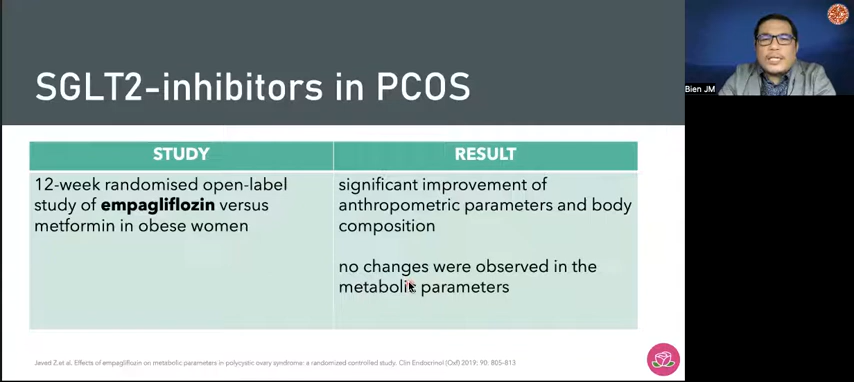 SGLT2-inhibitors in PCOS
Bien JM
STUDY
RESULT
12-week randomised open-label
study of empagliflozin versus
metformin in obese women
significant improvement of
anthropometric parameters and body
composition
no changes were observed in the
metabolic parameters
Javed Z.et al. Effects of empagliflozin on metabolic parameters in polycystic ovary syndrome: a randomized controlled study. Clin Endocrinol (Oxf) 2019; 90: 805-813